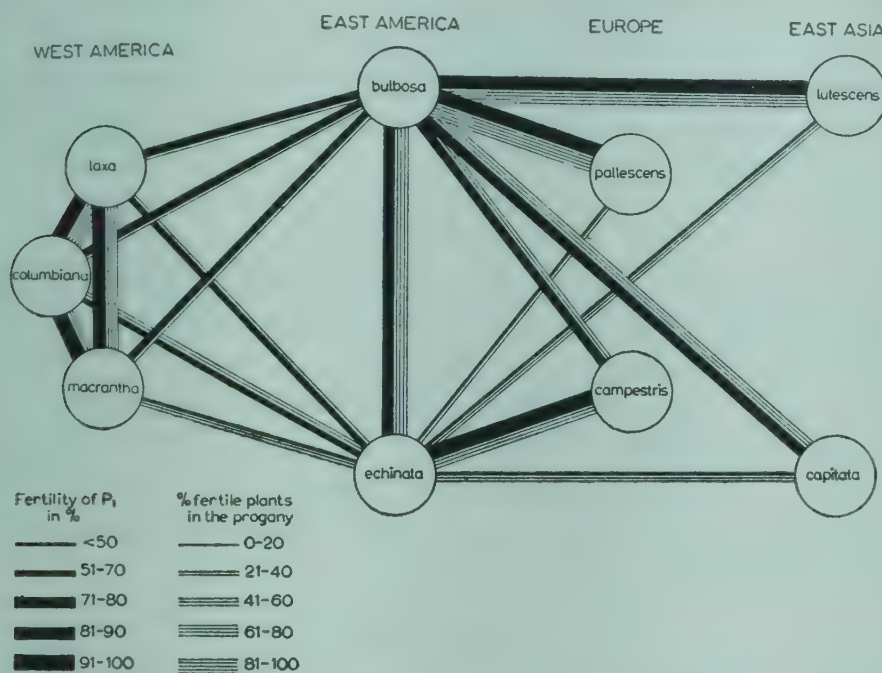 WEST AMERICA
EAST AMERICA
EUROPE
EAST ASIA
bulbosa
lutescens
laxa
pallescens
columbiana
macrantha
campestris
echinata
capitata
Fertility of P₁
in %
<50
51-70
71-80
81-90
91-100
%fertile plants
in the progany
0-20
21-40
41-60
61-80
81-100